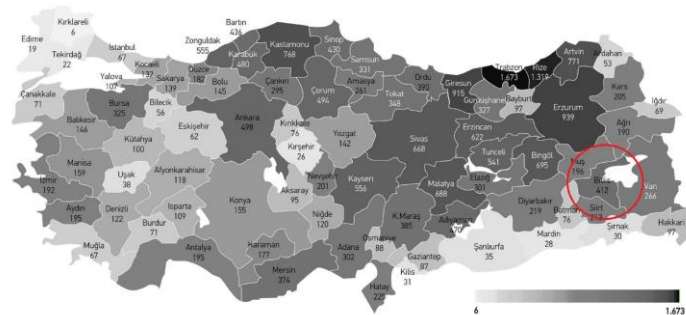 Kırklareli
6
Edirne
19
Tekirdağ
22
İstanbul
67
Kocaeli
132
Yalova
107
Sakarya
139
Düzce
182
Zonguldak
555
Bartın
436
Karabük
480
Kastamonu
768
Sinop
430
Samsun
331
Bolu
145
Çankırı
295
Çorum
494
Amasya
261
Tokat
348
Ordu
390
Giresun
915
Trabzon
1.673
Rize
1.319
Artvin
771
Ardahan
53
Gümüşhane
327
Bayburt
97
Erzurum
939
Kars
205
Iğdır
69
Ağrı
190
Çanakkale
71
Balıkesir
146
Bursa
325
Bilecik
56
Eskişehir
62
Ankara
498
Kırıkkale
76
Kırşehir
26
Yozgat
142
Sivas
668
Erzincan
622
Tunceli
541
Bingöl
695
Muş
196
Bitlis
412
Van
266
Kütahya
100
Manisa
159
Uşak
38
Afyonkarahisar
118
İzmir
192
Aydın
195
Denizli
122
Isparta
109
Burdur
71
Muğla
67
Antalya
195
Konya
155
Aksaray
95
Nevşehir
201
Niğde
120
Kayseri
556
Malatya
688
Elazığ
301
Diyarbakır
219
Batman
76
Siirt
213
Şırnak
30
Hakkari
97
Mardin
28
Karaman
177
Mersin
374
Adana
302
K.Maraş
385
Adıyaman
670
Osmaniye
88
Gaziantep
87
Kilis
31
Şanlıurfa
35
Hatay
225
6
1.673